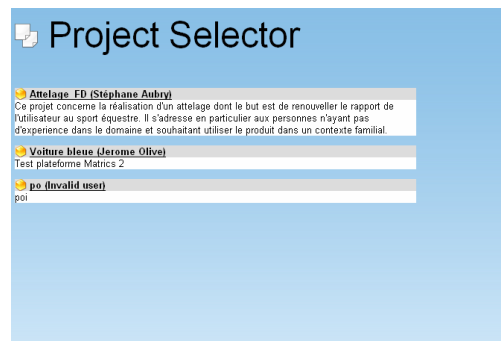 Project Selector
Attelage FD (Stéphane Aubry)
Ce projet concerne la réalisation d'un attelage dont le but est de renouveller le rapport de
l'utilisateur au sport équestre. Il s'adresse en particulier aux personnes n'ayant pas
d'experience dans le domaine et souhaitant utiliser le produit dans un contexte familial.
Voiture bleue (Jerome Olive)
Test plateforme Matrics 2
po (Invalid user)
poi